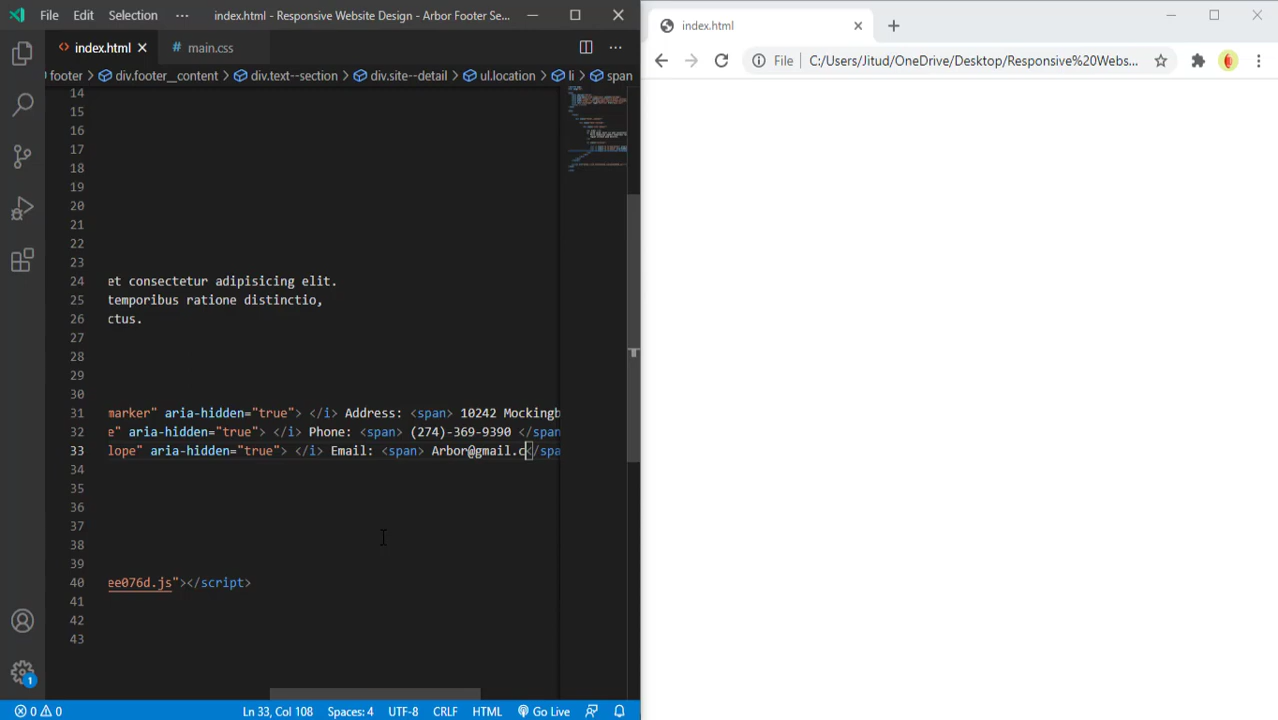 File Edit Selection ··· index.html - Responsive Website Design - Arbor Footer Se...
index.html main.css ···
footer > div.footer__content > div.text--section > div.site--detail > ul.location > li > span
14
15
16
17
18
19
20
21
22
23
24 et consectetur adipisicing elit.
25 temporibus ratione distinctio,
26 ctus.
27
28
29
30
31 marker" aria-hidden="true"> </i> Address: <span> 10242 Mockingb
32 e" aria-hidden="true"> </i> Phone: <span> (274)-369-9390 </span
33 lope" aria-hidden="true"> </i> Email: <span> Arbor@gmail.c</spa
34
35
36
37
38
39
40 ee076d.js"></script>
41
42
43
1
0 0 Ln 33, Col 108 Spaces: 4 UTF-8 CRLF HTML Go Live
index.html
File C:/Users/Jitud/OneDrive/Desktop/Responsive%20Webs...